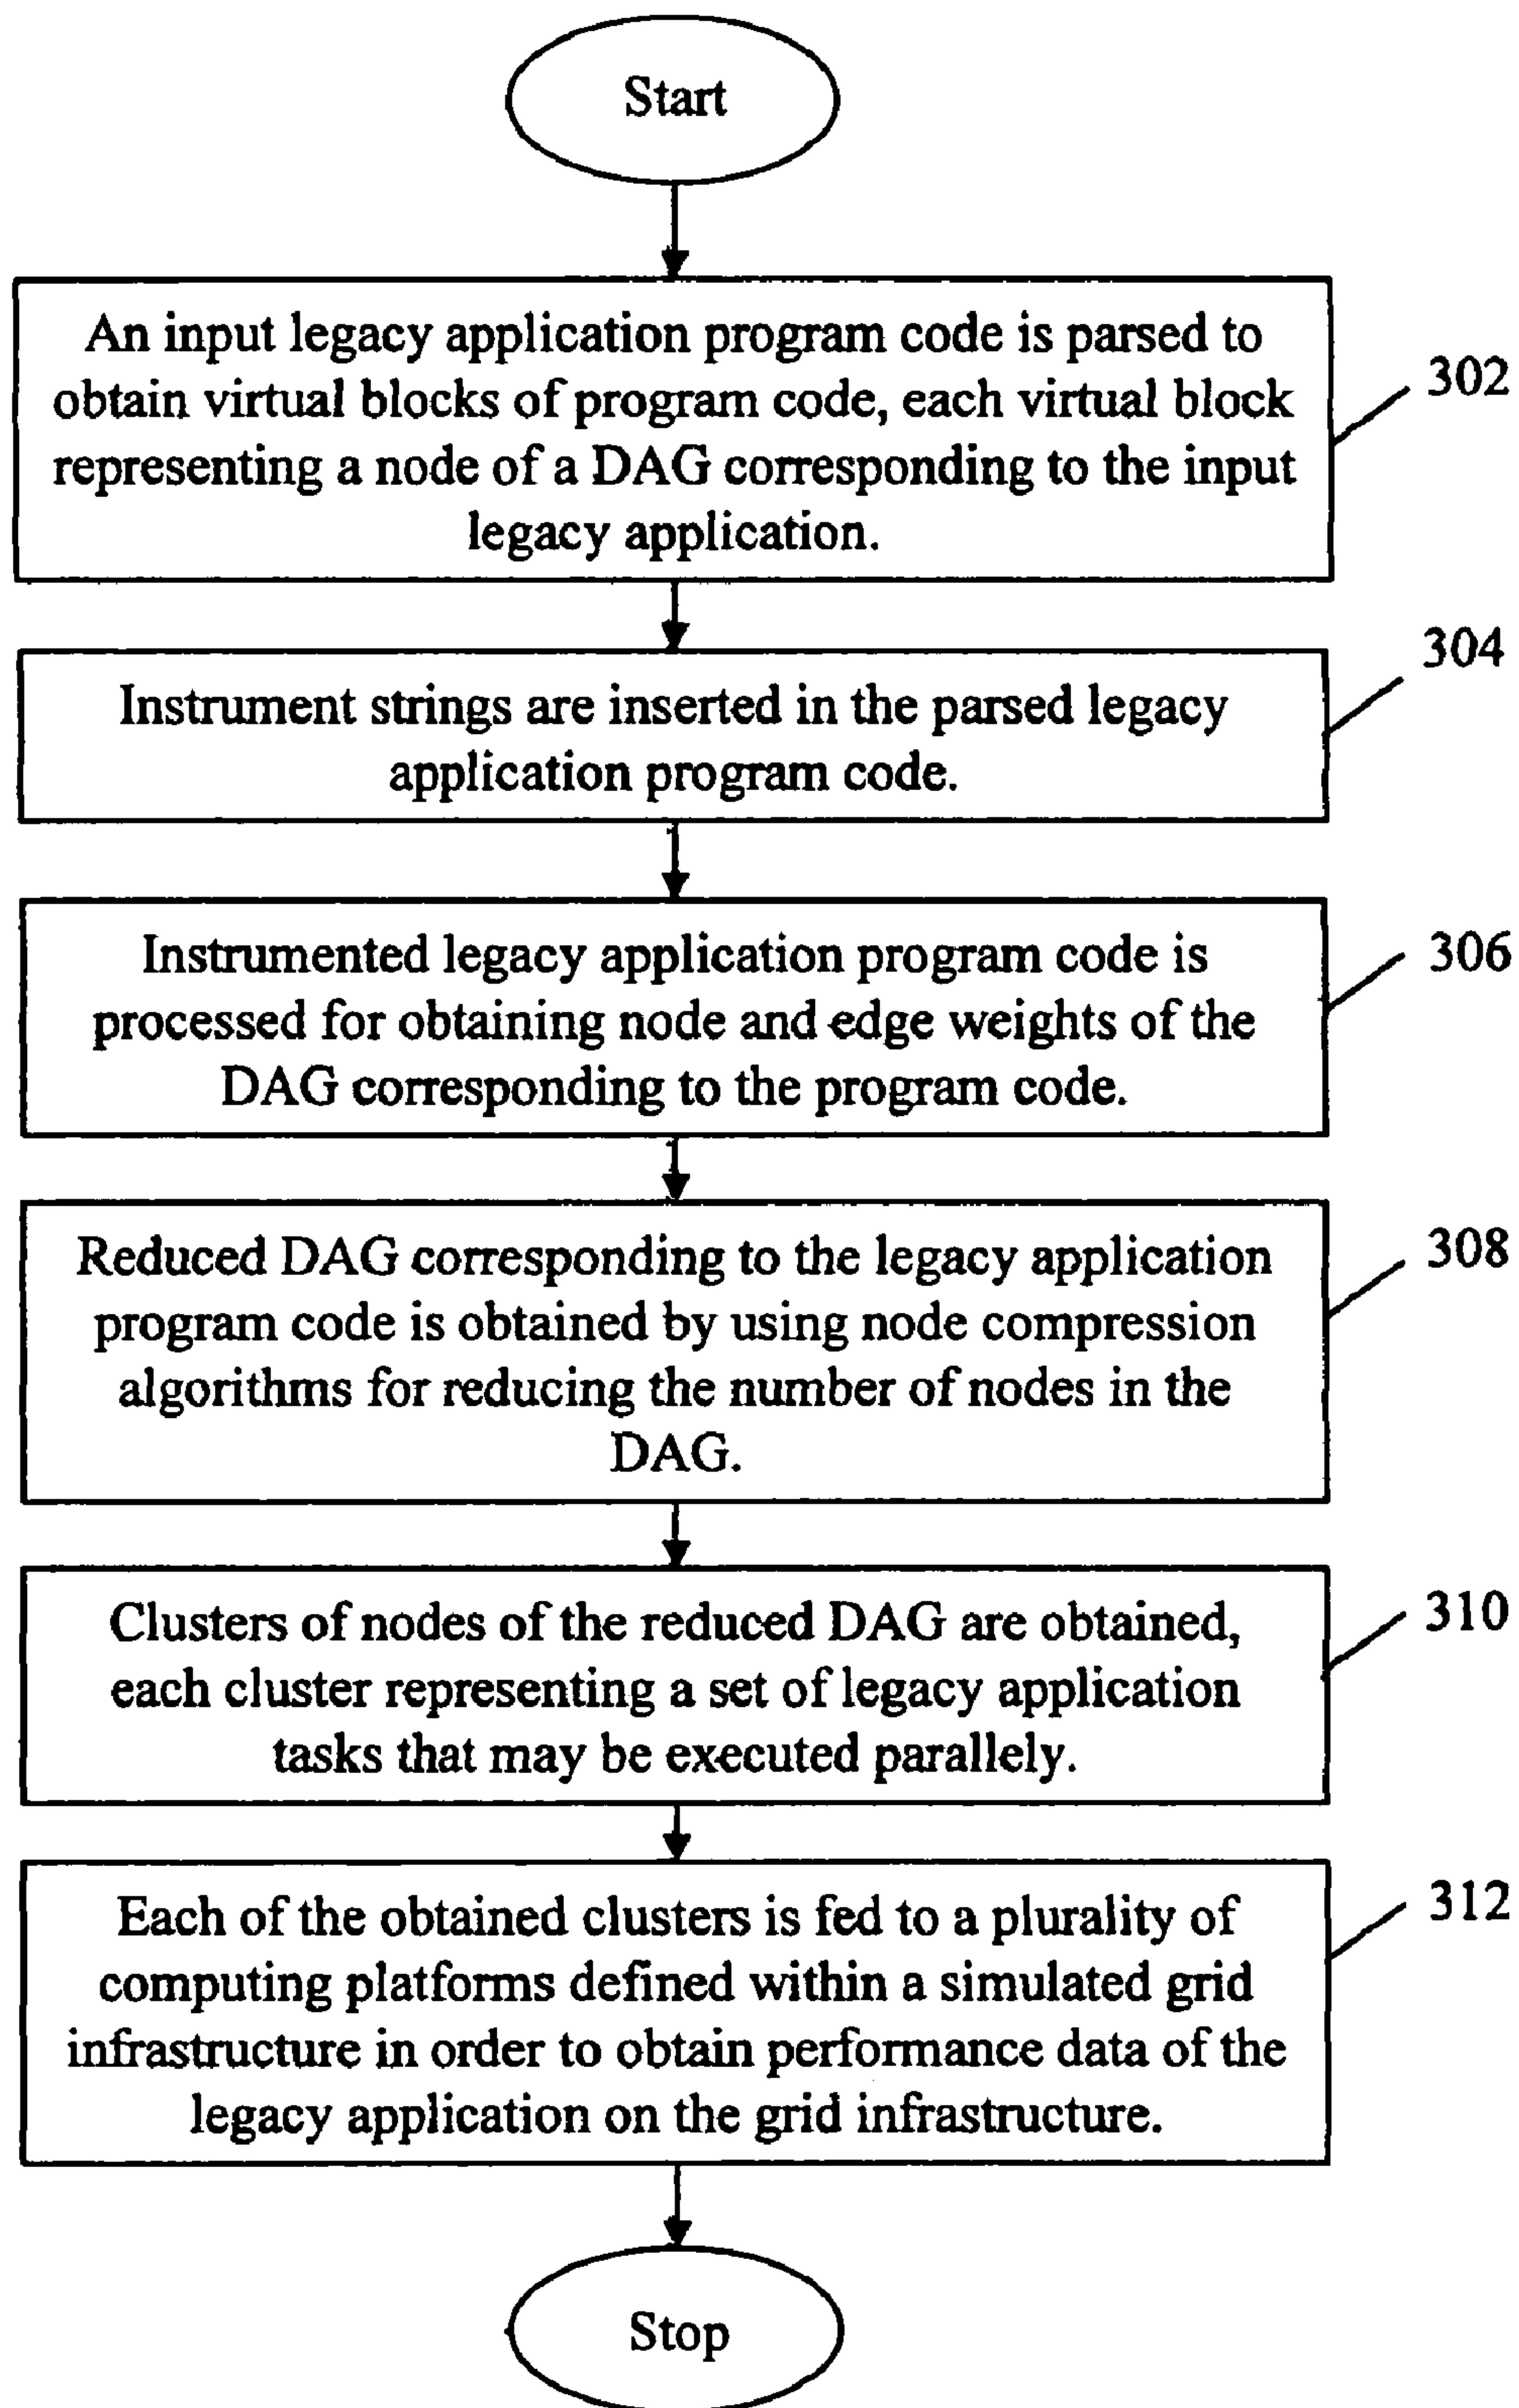 Start
An input legacy application program code is parsed to
obtain virtual blocks of program code, each virtual block
representing a node of a DAG corresponding to the input
legacy application.
302
Instrument strings are inserted in the parsed legacy
application program code.
304
Instrumented legacy application program code is
processed for obtaining node and edge weights of the
DAG corresponding to the program code.
306
Reduced DAG corresponding to the legacy application
program code is obtained by using node compression
algorithms for reducing the number of nodes in the
DAG.
308
Clusters of nodes of the reduced DAG are obtained,
each cluster representing a set of legacy application
tasks that may be executed parallely.
310
Each of the obtained clusters is fed to a plurality of
computing platforms defined within a simulated grid
infrastructure in order to obtain performance data of the
legacy application on the grid infrastructure.
312
Stop